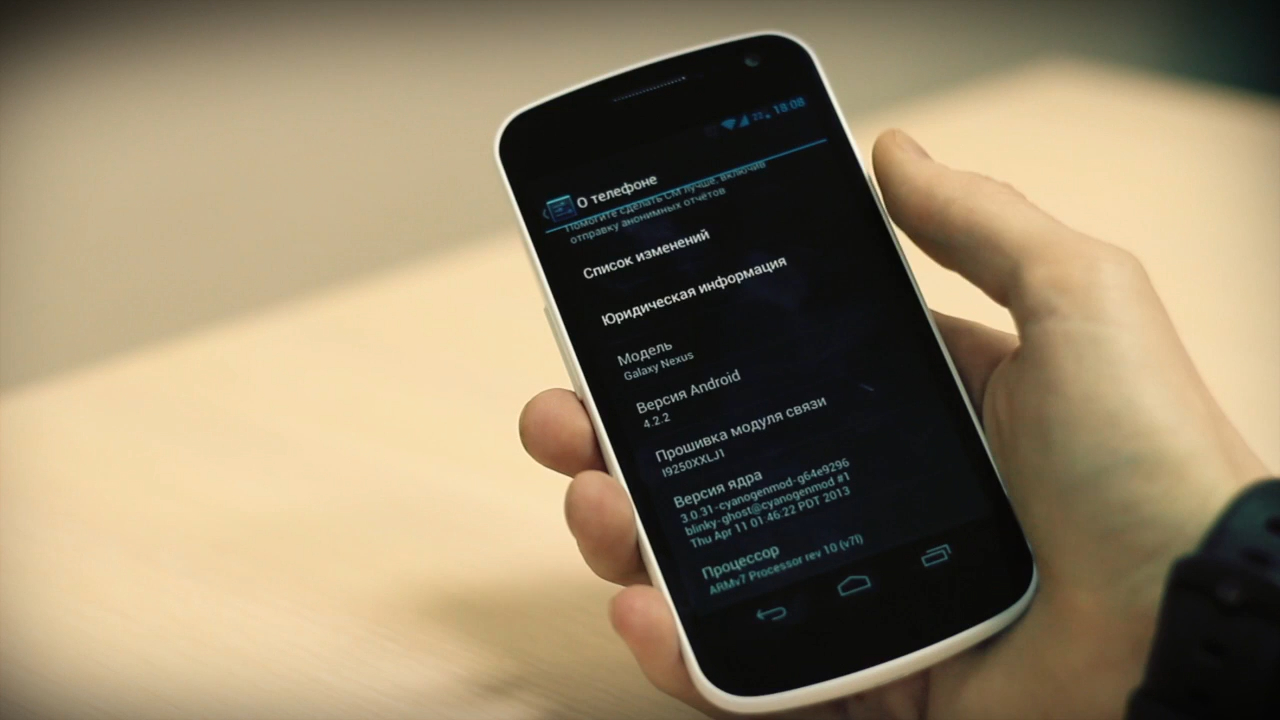 18:08
О телефоне
Помогите сделать CM лучше, включив
отправку анонимных отчётов
Список изменений
Юридическая информация
Модель
Galaxy Nexus
Версия Android
4.2.2
Прошивка модуля связи
I9250XXLJ1
Версия ядра
3.0.31-cyanogenmod-g64e9296
blinky-ghost@cyanogenmod #1
Thu Apr 11 01:46:22 PDT 2013
Процессор
ARMv7 Processor rev 10 (v7l)